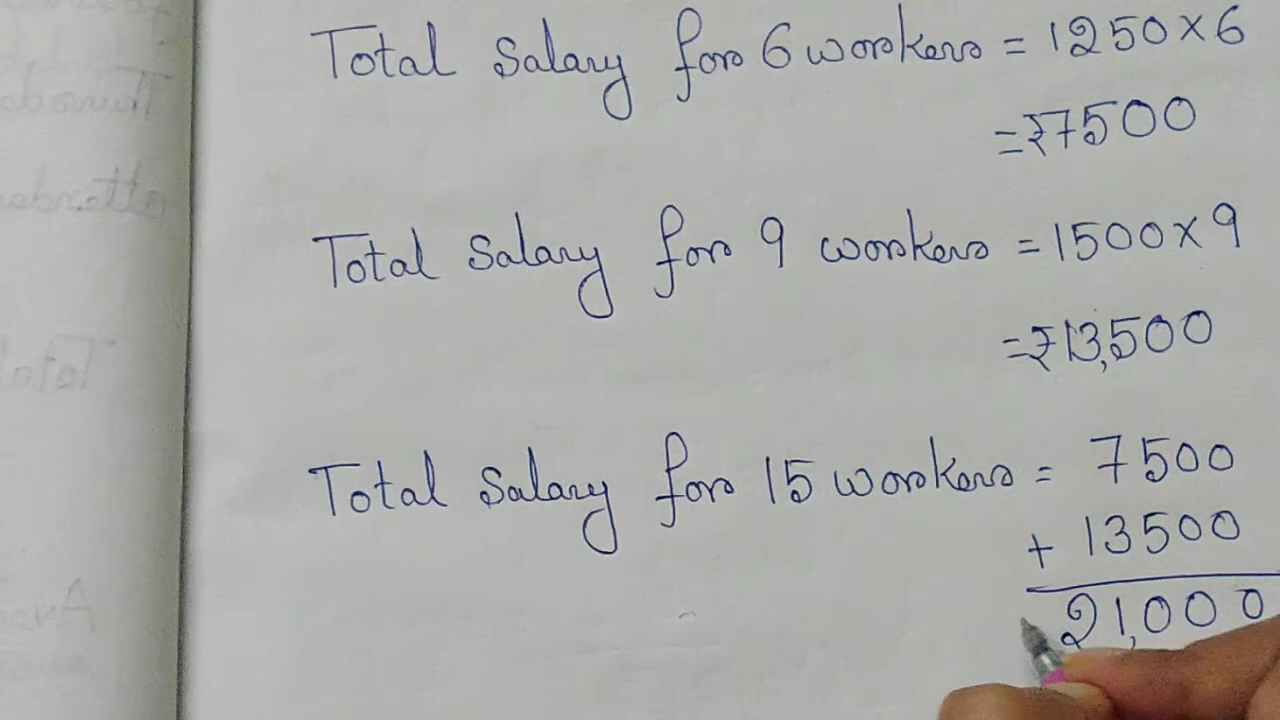 Total Salary for 6 workers = 1250 × 6
= ₹7500
Total Salary for 9 workers = 1500 × 9
= ₹13,500
Total Salary for 15 workers = 7500
+ 13500
21,000